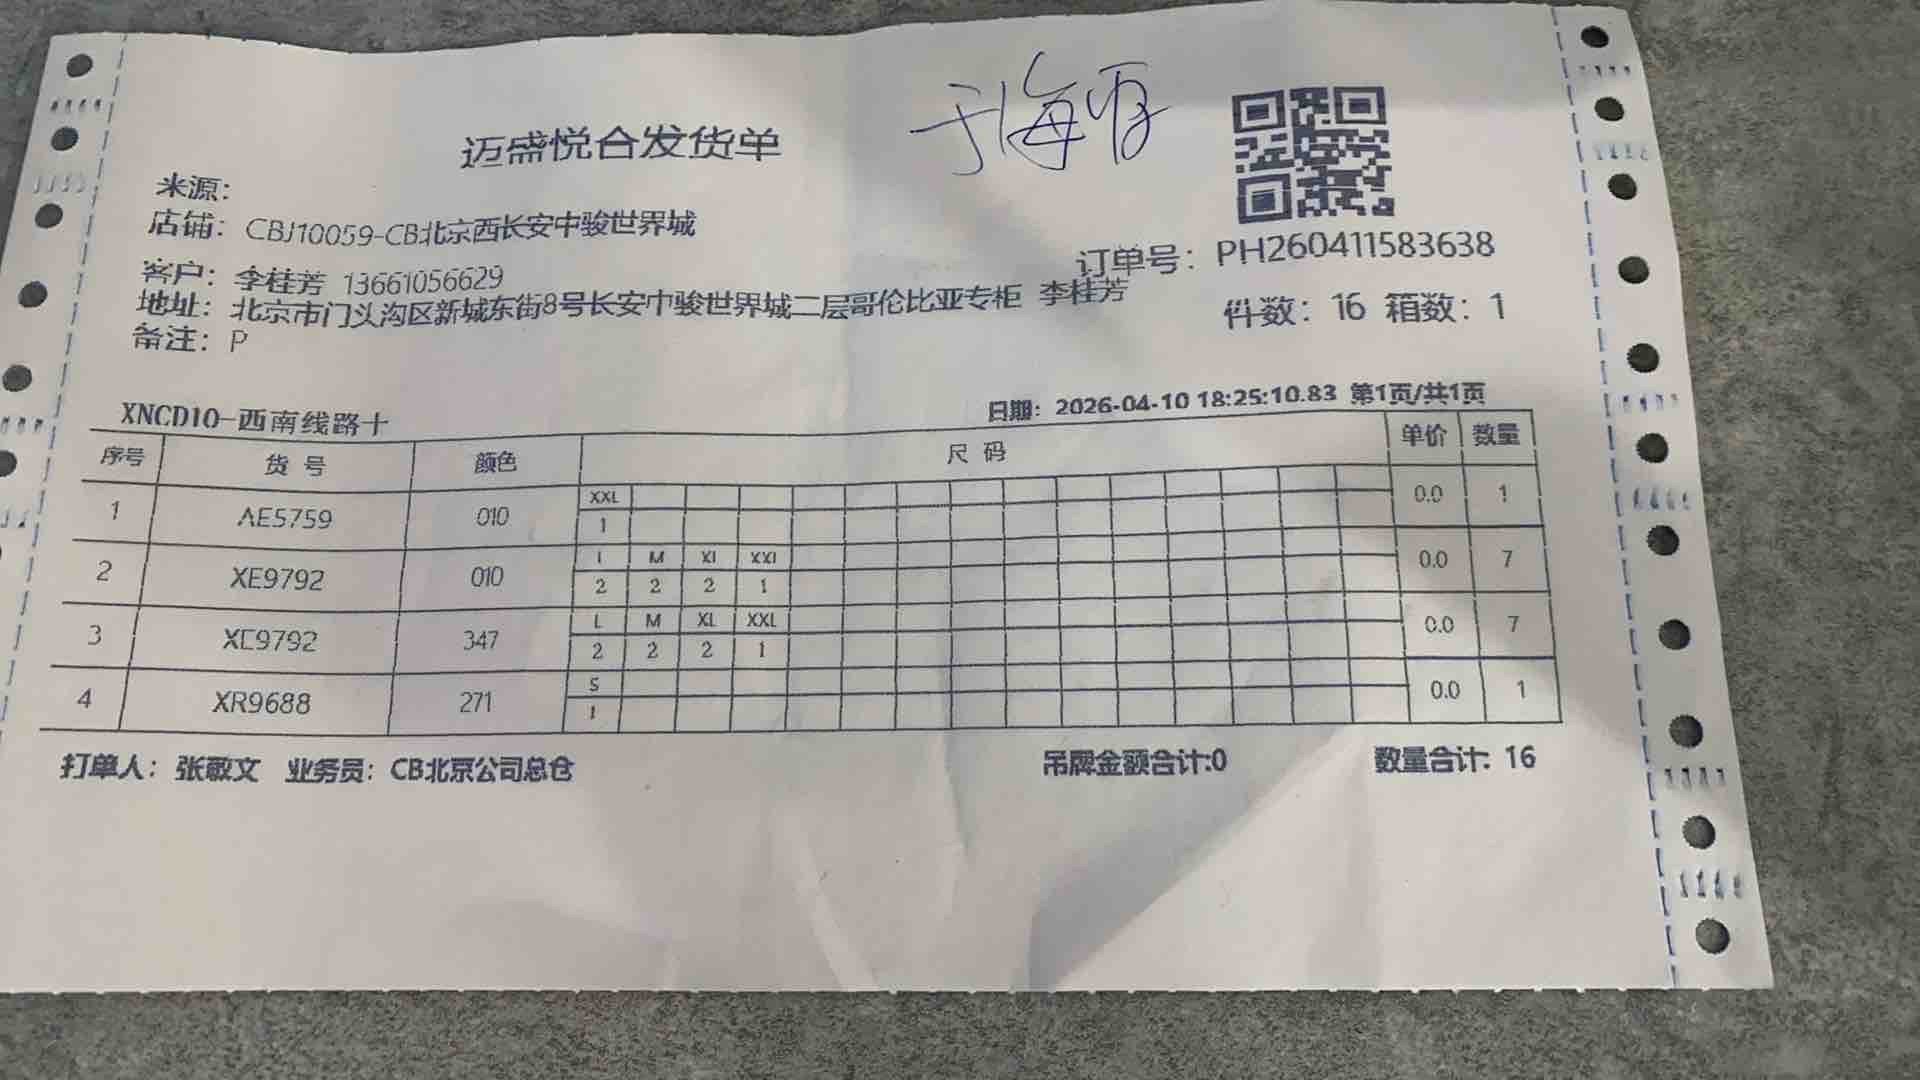 迈盛悦合发货单
于海
来源：
店铺：CBJ10059-CB北京西长安中骏世界城
客户：李桂芳 13661056629
订单号：PH260411583638
地址：北京市门头沟区新城东街8号长安中骏世界城二层哥伦比亚专柜 李桂芳
件数：16 箱数：1
备注：P
XNCD10-西南线路十
日期：2026-04-10 18:25:10.83 第1页/共1页
序号 货号 颜色 尺码 单价 数量
XXL
1 AE5759 010 0.0 1
1
L M XL XXL
2 XE9792 010 0.0 7
2 2 2 1
L M XL XXL
3 XE9792 347 0.0 7
2 2 2 1
S
4 XR9688 271 0.0 1
1
打单人：张敬文 业务员：CB北京公司总仓 吊牌金额合计:0 数量合计: 16